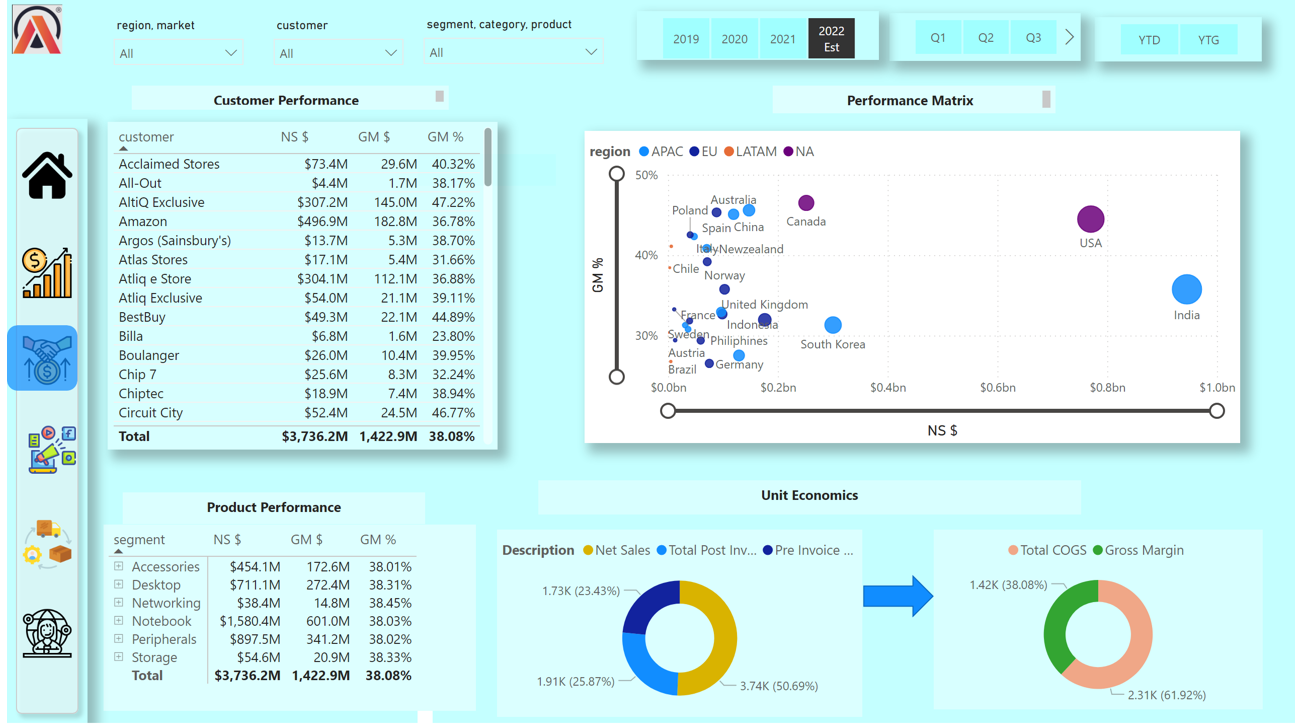 region, market
customer
segment, category, product
All
All
All
2019
2020
2021
2022
Est
Q1
Q2
Q3
YTD
YTG
Customer Performance
customer NS $ GM $ GM %
Acclaimed Stores $73.4M 29.6M 40.32%
All-Out $4.4M 1.7M 38.17%
AltiQ Exclusive $307.2M 145.0M 47.22%
Amazon $496.9M 182.8M 36.78%
Argos (Sainsbury's) $13.7M 5.3M 38.70%
Atlas Stores $17.1M 5.4M 31.66%
Atliq e Store $304.1M 112.1M 36.88%
Atliq Exclusive $54.0M 21.1M 39.11%
BestBuy $49.3M 22.1M 44.89%
Billa $6.8M 1.6M 23.80%
Boulanger $26.0M 10.4M 39.95%
Chip 7 $25.6M 8.3M 32.24%
Chiptec $18.9M 7.4M 38.94%
Circuit City $52.4M 24.5M 46.77%
Total $3,736.2M 1,422.9M 38.08%
Performance Matrix
region APAC EU LATAM NA
50%
40%
30%
GM %
Australia
Poland
Spain China
Canada
USA
Italy Newzealand
Chile
Norway
India
United Kingdom
France
Indonesia
Sweden
Philiphines
South Korea
Austria
Germany
Brazil
$0.0bn $0.2bn $0.4bn $0.6bn $0.8bn $1.0bn
NS $
Product Performance
segment NS $ GM $ GM %
Accessories $454.1M 172.6M 38.01%
Desktop $711.1M 272.4M 38.31%
Networking $38.4M 14.8M 38.45%
Notebook $1,580.4M 601.0M 38.03%
Peripherals $897.5M 341.2M 38.02%
Storage $54.6M 20.9M 38.33%
Total $3,736.2M 1,422.9M 38.08%
Unit Economics
Description Net Sales Total Post Inv... Pre Invoice ...
1.73K (23.43%)
1.91K (25.87%)
3.74K (50.69%)
Total COGS Gross Margin
1.42K (38.08%)
2.31K (61.92%)